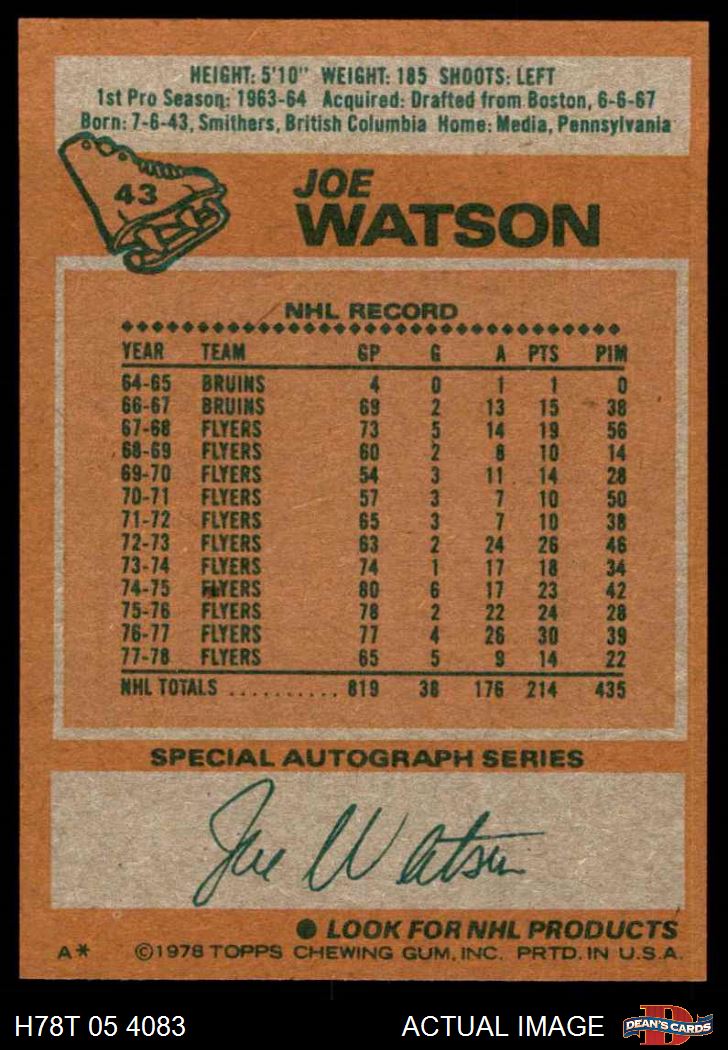 HEIGHT: 5'10" WEIGHT: 185 SHOOTS: LEFT
1st Pro Season: 1963-64 Acquired: Drafted from Boston, 6-6-67
Born: 7-6-43, Smithers, British Columbia Home: Media, Pennsylvania
43
JOE
WATSON
NHL RECORD
YEAR TEAM GP G A PTS PIM
64-65 BRUINS 4 0 1 1 0
66-67 BRUINS 69 2 13 15 38
67-68 FLYERS 73 5 14 19 56
68-69 FLYERS 60 2 8 10 14
69-70 FLYERS 54 3 11 14 28
70-71 FLYERS 57 3 7 10 50
71-72 FLYERS 65 3 7 10 38
72-73 FLYERS 63 2 24 26 46
73-74 FLYERS 74 1 17 18 34
74-75 FLYERS 80 6 17 23 42
75-76 FLYERS 78 2 22 24 28
76-77 FLYERS 77 4 26 30 39
77-78 FLYERS 65 5 9 14 22
NHL TOTALS .......... 819 38 176 214 435
SPECIAL AUTOGRAPH SERIES
Joe Watson
● LOOK FOR NHL PRODUCTS
A* ©1978 TOPPS CHEWING GUM, INC. PRTD. IN U.S.A.
H78T 05 4083 ACTUAL IMAGE D DEAN'S CARDS